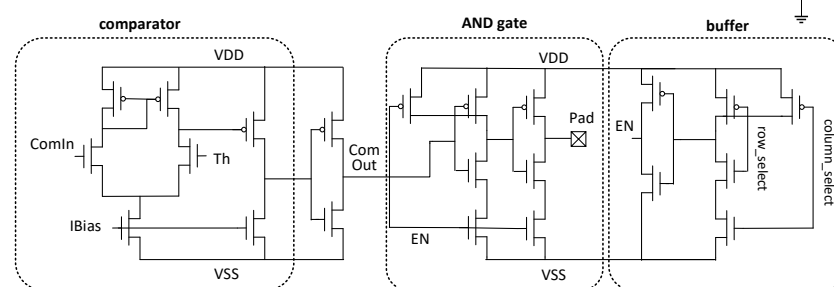 comparator
AND gate
buffer
VDD
VDD
Pad
ComIn
Th
Com
Out
EN
row_select
column_select
IBias
EN
VSS
VSS